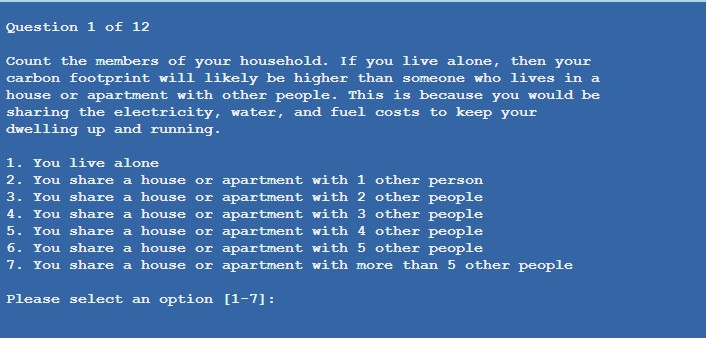 Question 1 of 12
Count the members of your household. If you live alone, then your
carbon footprint will likely be higher than someone who lives in a
house or apartment with other people. This is because you would be
sharing the electricity, water, and fuel costs to keep your
dwelling up and running.
1. You live alone
2. You share a house or apartment with 1 other person
3. You share a house or apartment with 2 other people
4. You share a house or apartment with 3 other people
5. You share a house or apartment with 4 other people
6. You share a house or apartment with 5 other people
7. You share a house or apartment with more than 5 other people
Please select an option [1-7]: